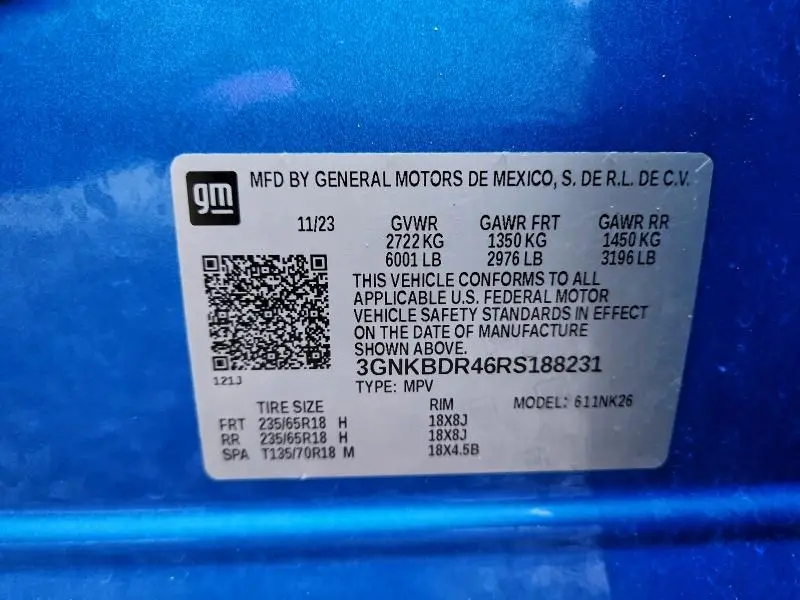 gm MFD BY GENERAL MOTORS DE MEXICO, S. DE R.L. DE C.V.
11/23 GVWR GAWR FRT GAWR RR
2722 KG 1350 KG 1450 KG
6001 LB 2976 LB 3196 LB
THIS VEHICLE CONFORMS TO ALL
APPLICABLE U.S. FEDERAL MOTOR
VEHICLE SAFETY STANDARDS IN EFFECT
ON THE DATE OF MANUFACTURE
SHOWN ABOVE.
3GNKBDR46RS188231
121J
TYPE: MPV MODEL: 611NK26
TIRE SIZE RIM
FRT 235/65R18 H 18X8J
RR 235/65R18 H 18X8J
SPA T135/70R18 M 18X4.5B